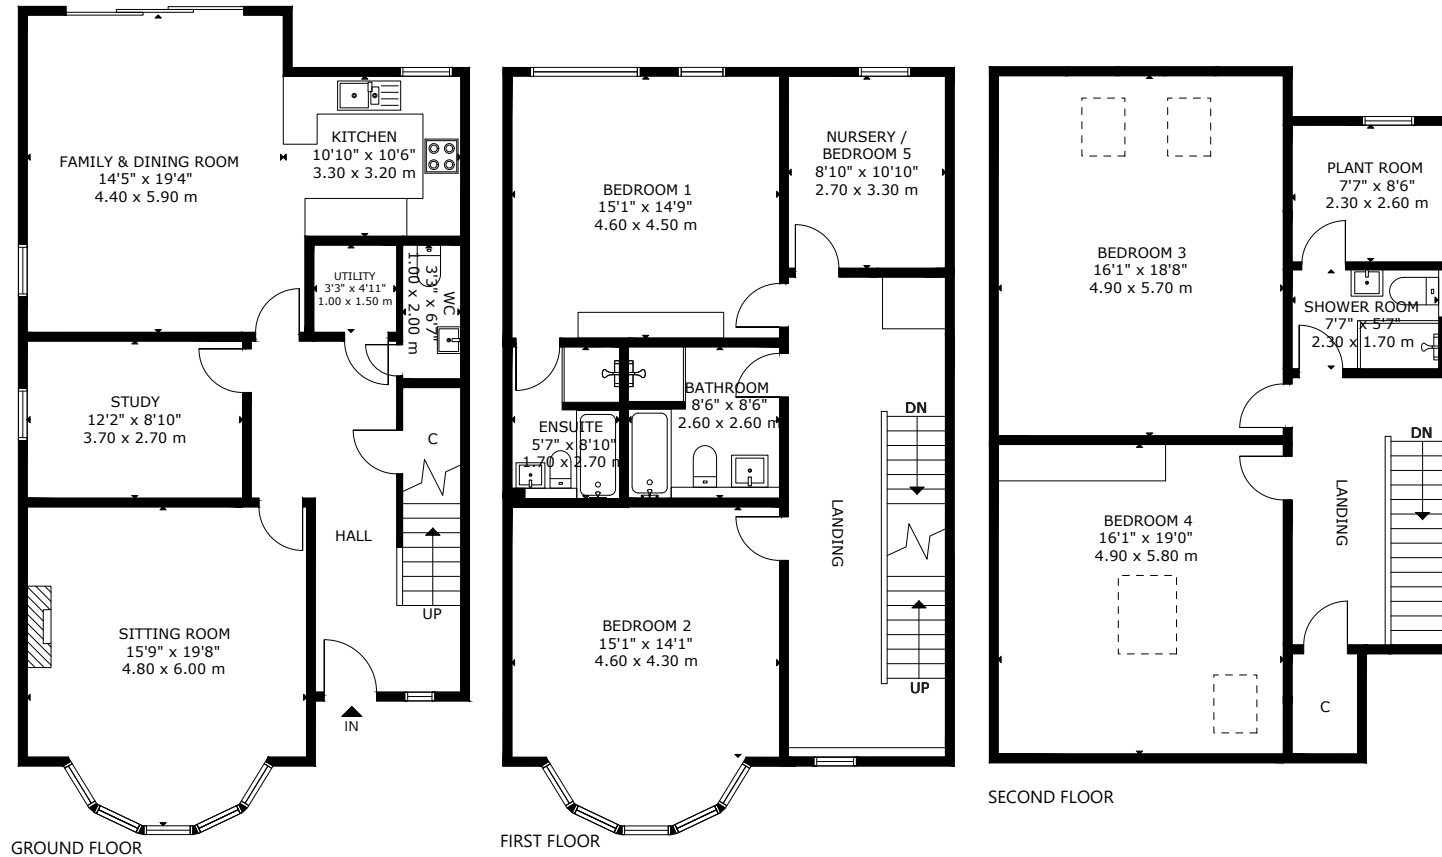 FAMILY & DINING ROOM
14'5" x 19'4"
4.40 x 5.90 m
KITCHEN
10'10" x 10'6"
3.30 x 3.20 m
UTILITY
3'3" x 4'11"
1.00 x 1.50 m
WC
3'3" x 6'7"
1.00 x 2.00 m
STUDY
12'2" x 8'10"
3.70 x 2.70 m
C
HALL
UP
SITTING ROOM
15'9" x 19'8"
4.80 x 6.00 m
IN
GROUND FLOOR
BEDROOM 1
15'1" x 14'9"
4.60 x 4.50 m
NURSERY /
BEDROOM 5
8'10" x 10'10"
2.70 x 3.30 m
ENSUITE
5'7" x 8'10"
1.70 x 2.70 m
BATHROOM
8'6" x 8'6"
2.60 x 2.60 m
DN
LANDING
UP
BEDROOM 2
15'1" x 14'1"
4.60 x 4.30 m
FIRST FLOOR
BEDROOM 3
16'1" x 18'8"
4.90 x 5.70 m
PLANT ROOM
7'7" x 8'6"
2.30 x 2.60 m
SHOWER ROOM
7'7" x 5'7"
2.30 x 1.70 m
DN
LANDING
BEDROOM 4
16'1" x 19'0"
4.90 x 5.80 m
C
SECOND FLOOR